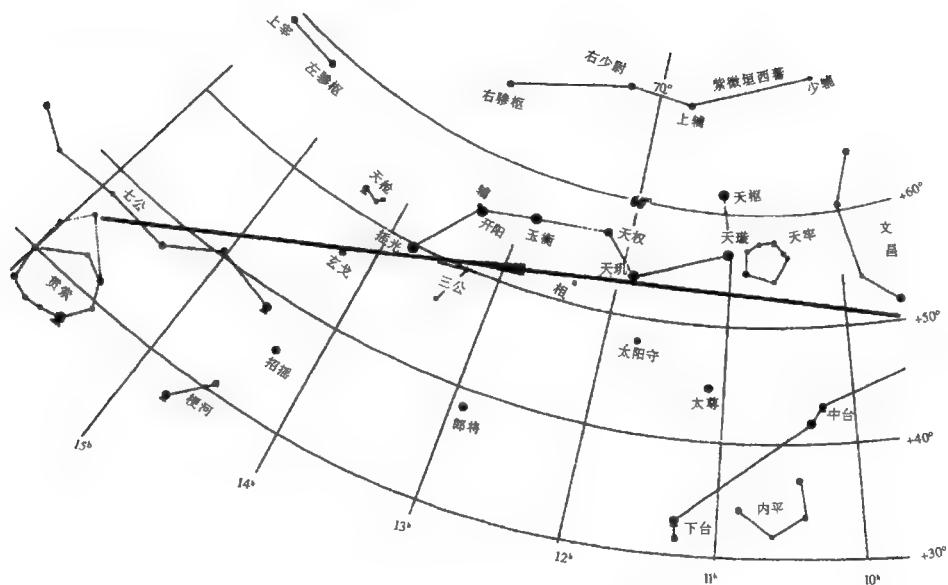 上宰
左骖枢
右少尉
70°
紫微垣西蕃
少辅
右骖枢
上辅
天枪
辅
天枢
+60°
七公
摇光
开阳
玉衡
天权
天璇
天牢
文昌
贯索
玄戈
三公
相
天玑
+50°
招摇
太阳守
梗河
太尊
郎将
中台
+40°
15ʰ
14ʰ
13ʰ
下台
内平
12ʰ
+30°
11ʰ
10ʰ